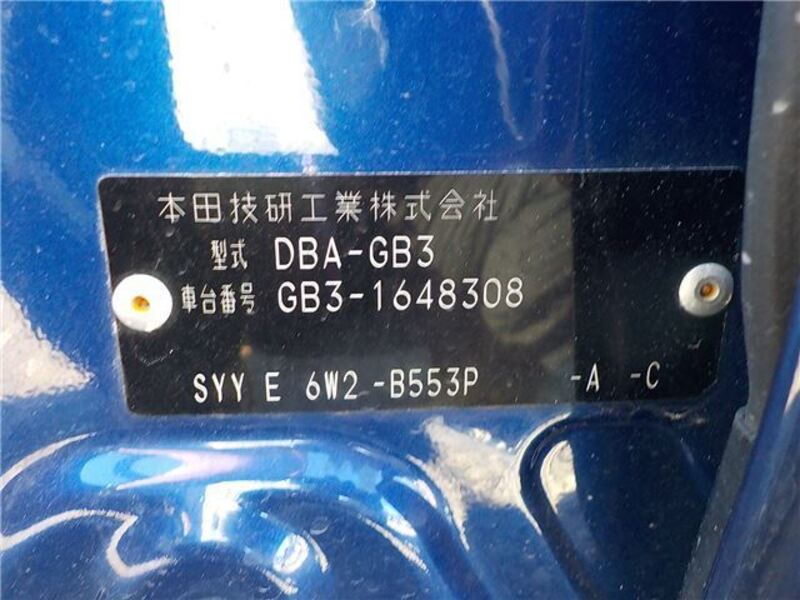 本田技研工業株式会社
型式 DBA-GB3
車台番号 GB3-1648308
SYY E 6W2 -B553P -A -C